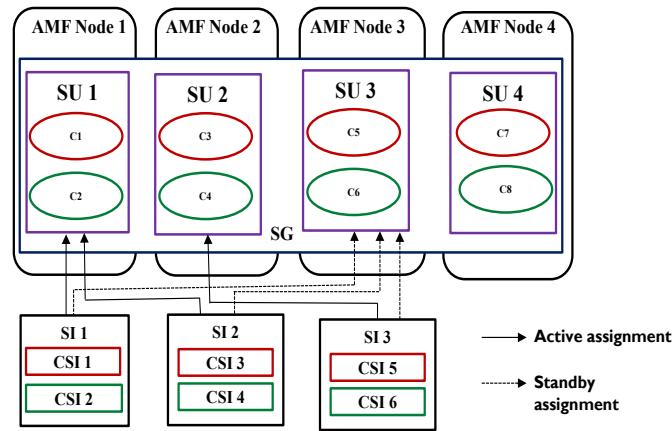 AMF Node 1
AMF Node 2
AMF Node 3
AMF Node 4
SU 1
SU 2
SU 3
SU 4
C1
C3
C5
C7
C2
C4
C6
C8
SG
SI 1
SI 2
SI 3
CSI 1
CSI 3
CSI 5
CSI 2
CSI 4
CSI 6
Active assignment
Standby
assignment